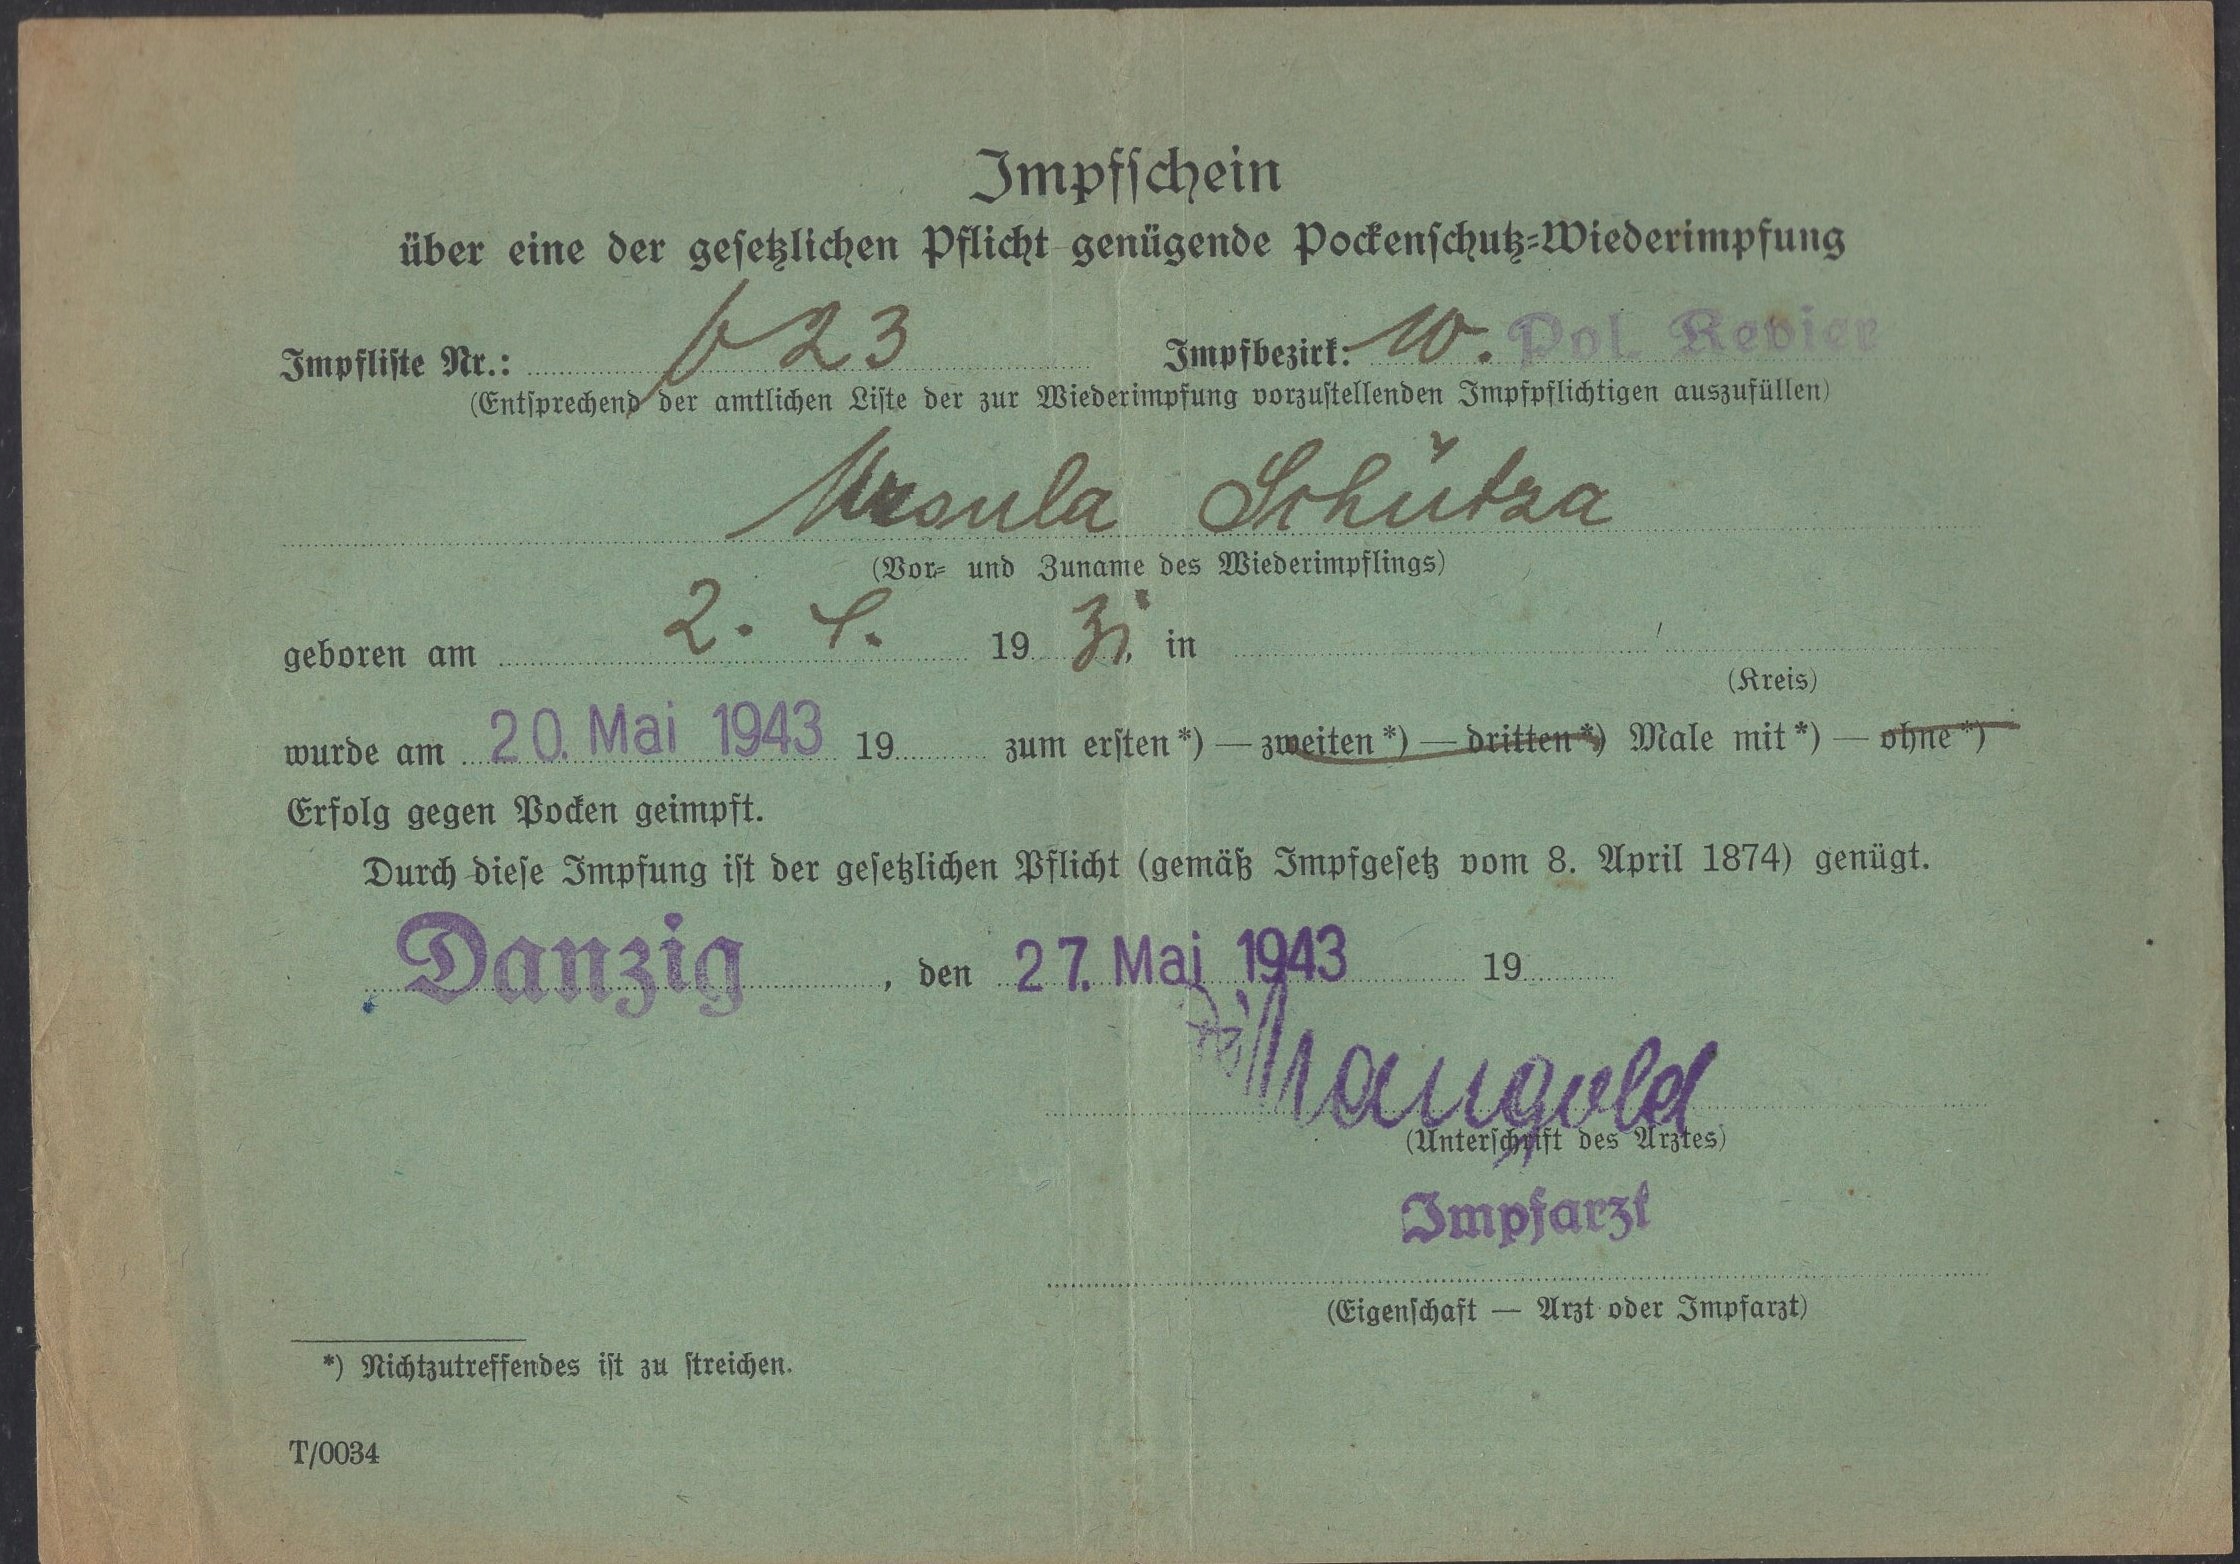 Impfschein
über eine der gesetzlichen Pflicht genügende Pockenschutz-Wiederimpfung
Impfliste Nr.: 623 Impfbezirk: 10. Pol. Revier
(Entsprechend der amtlichen Liste der zur Wiederimpfung vorzustellenden Impfpflichtigen auszufüllen)
Ursula Schütza
(Vor- und Zuname des Wiederimpflings)
geboren am 2. 1931, in
(Kreis)
wurde am 20. Mai 1943 19 zum ersten*) — zweiten*) — dritten*) Male mit*) — ohne*)
Erfolg gegen Pocken geimpft.
Durch diese Impfung ist der gesetzlichen Pflicht (gemäß Impfgesetz vom 8. April 1874) genügt.
Danzig, den 27. Mai 1943 19
Mangold
(Unterschrift des Arztes)
Impfarzt
(Eigenschaft — Arzt oder Impfarzt)
*) Nichtzutreffendes ist zu streichen.
T/0034